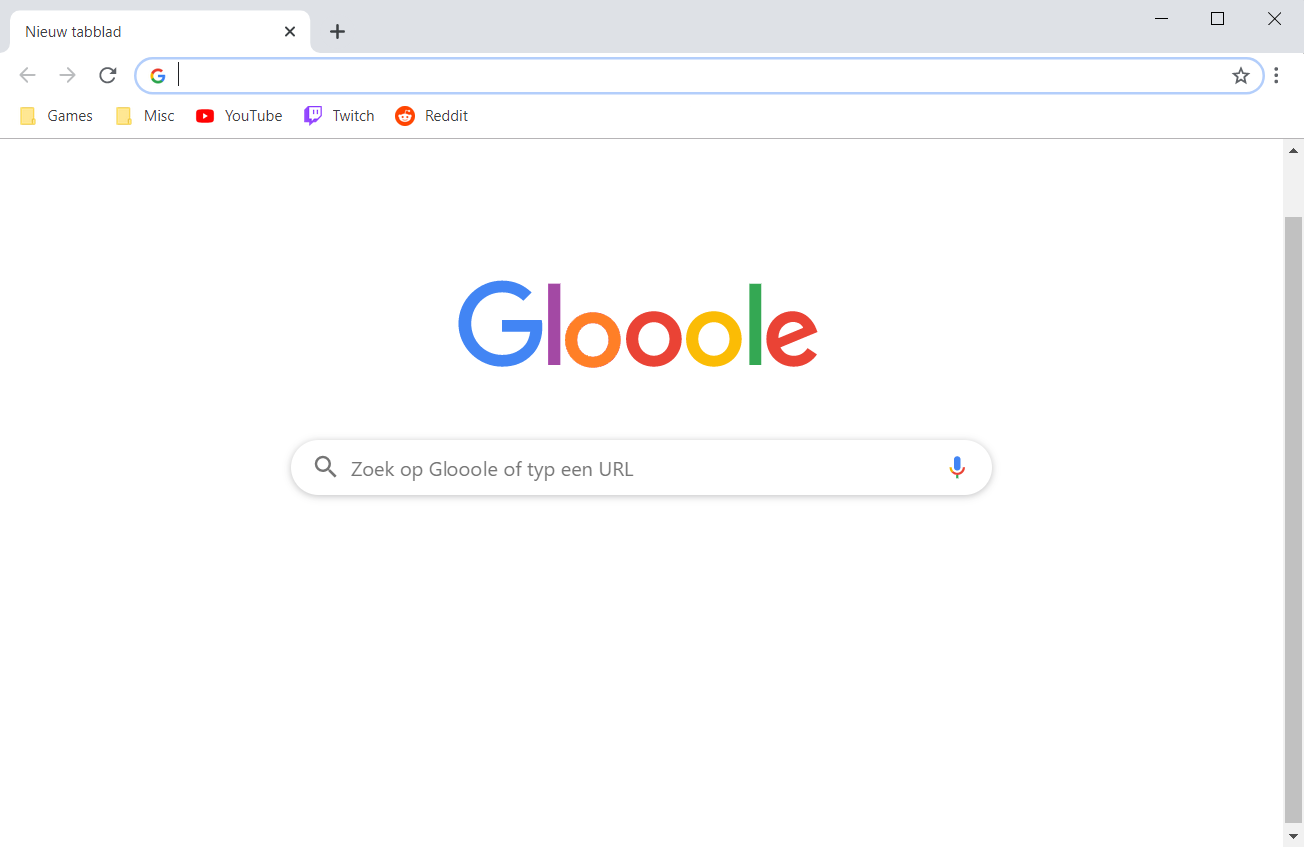 Nieuw tabblad
Games Misc YouTube Twitch Reddit
Glooole
Zoek op Glooole of typ een URL